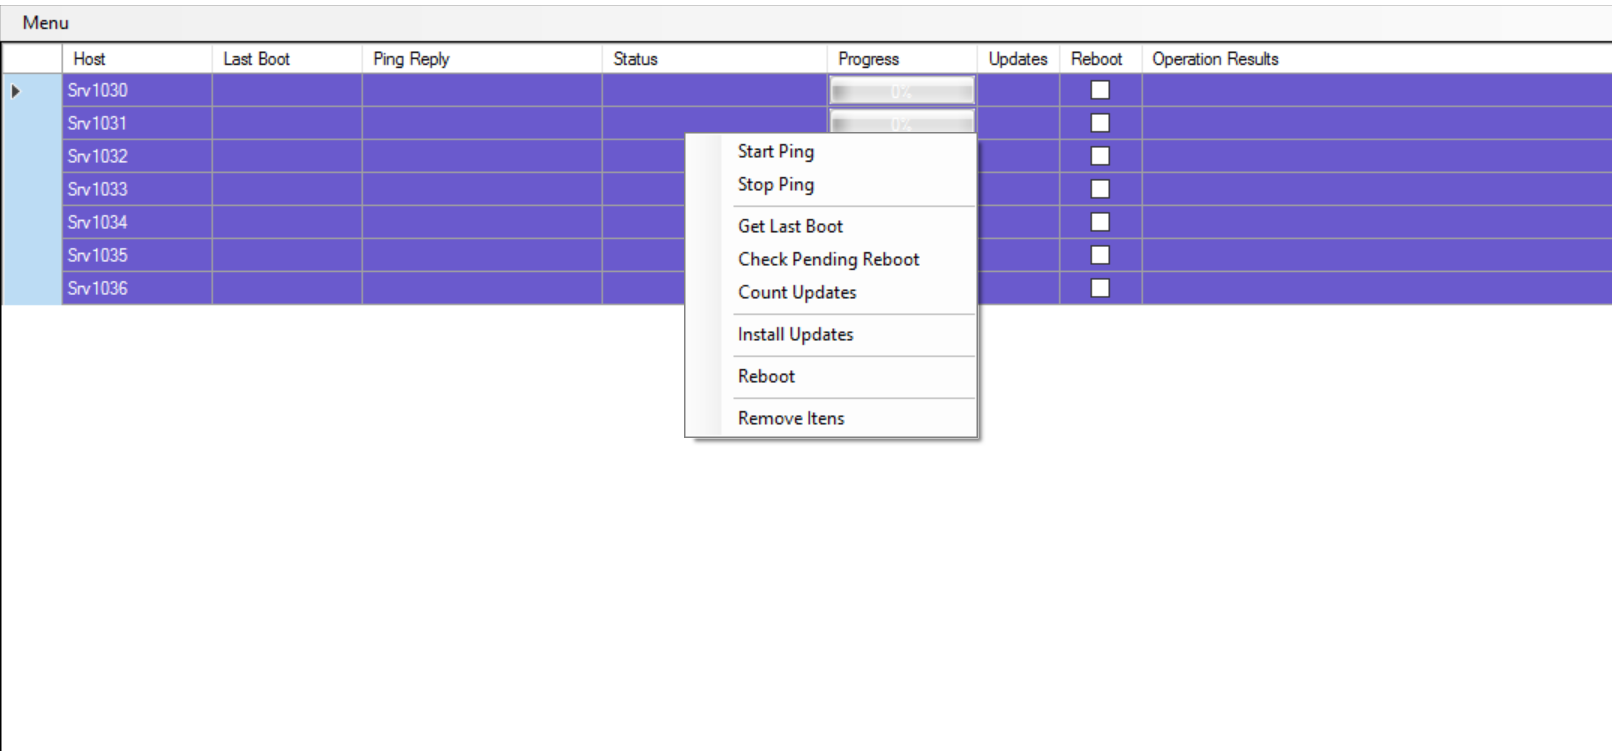 Menu
Host Last Boot Ping Reply Status Progress Updates Reboot Operation Results
Srv1030 0%
Srv1031 0%
Srv1032
Srv1033
Srv1034
Srv1035
Srv1036
Start Ping
Stop Ping
Get Last Boot
Check Pending Reboot
Count Updates
Install Updates
Reboot
Remove Itens